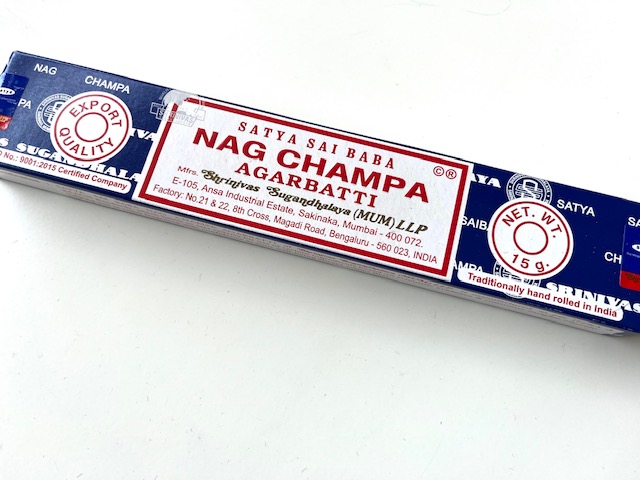 NAG CHAMPA
EXPORT
QUALITY
No.: 9001:2015 Certified Company
SATYA SAI BABA
NAG CHAMPA ©®
AGARBATTI
Mfrs. Shrinivas Sugandhalaya (MUM) LLP
E-105, Ansa Industrial Estate, Sakinaka, Mumbai - 400 072.
Factory: No.21 & 22, 8th Cross, Magadi Road, Bengaluru - 560 023, INDIA
SATYA
NET. WT.
15 g.
Traditionally hand rolled in India